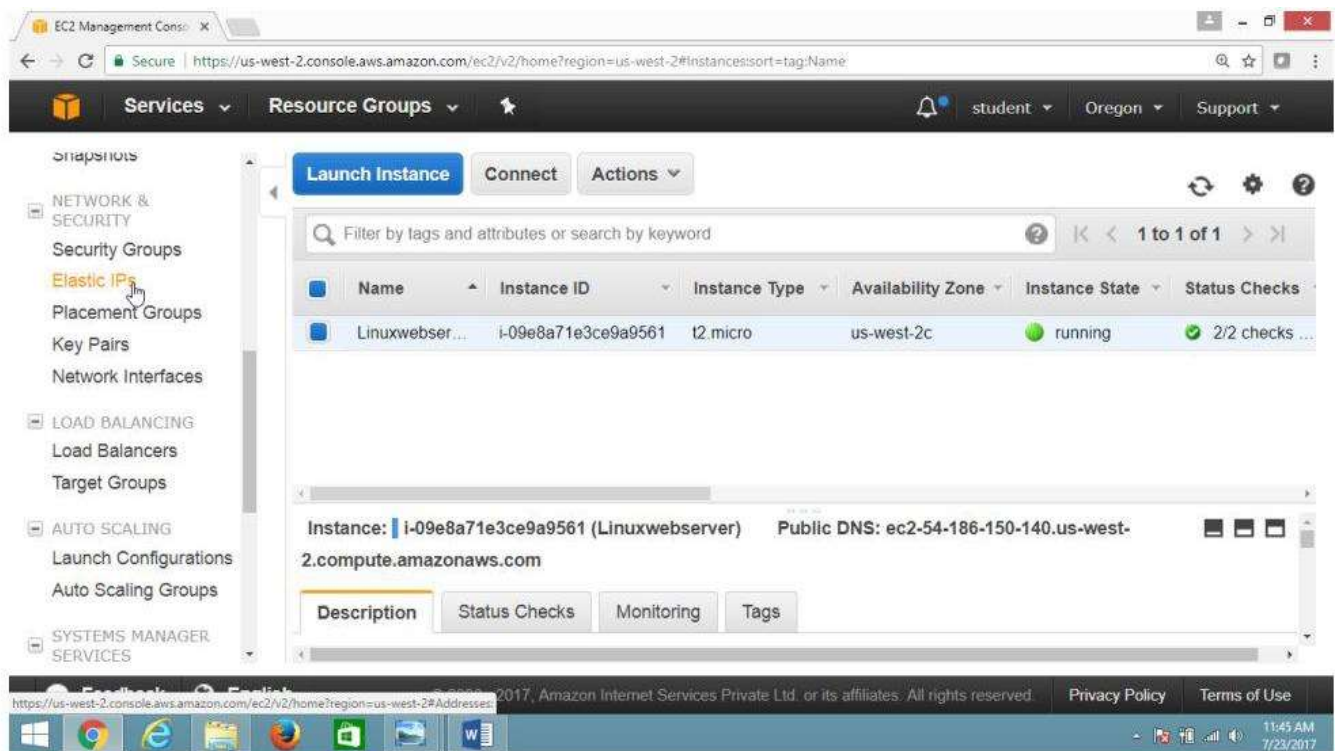 EC2 Management Conso
Secure https://us-west-2.console.aws.amazon.com/ec2/v2/home?region=us-west-2#Instances:sort=tag:Name
Services Resource Groups student Oregon Support
Snapshots
NETWORK &
SECURITY
Security Groups
Elastic IPs
Placement Groups
Key Pairs
Network Interfaces
LOAD BALANCING
Load Balancers
Target Groups
AUTO SCALING
Launch Configurations
Auto Scaling Groups
SYSTEMS MANAGER
SERVICES
Launch Instance Connect Actions
Filter by tags and attributes or search by keyword 1 to 1 of 1
Name Instance ID Instance Type Availability Zone Instance State Status Checks
Linuxwebser... i-09e8a71e3ce9a9561 t2.micro us-west-2c running 2/2 checks ...
Instance: i-09e8a71e3ce9a9561 (Linuxwebserver) Public DNS: ec2-54-186-150-140.us-west-
2.compute.amazonaws.com
Description Status Checks Monitoring Tags
Feedback English 2017, Amazon Internet Services Private Ltd. or its affiliates. All rights reserved. Privacy Policy Terms of Use
https://us-west-2.console.aws.amazon.com/ec2/v2/home?region=us-west-2#Addresses:
11:45 AM
7/23/2017